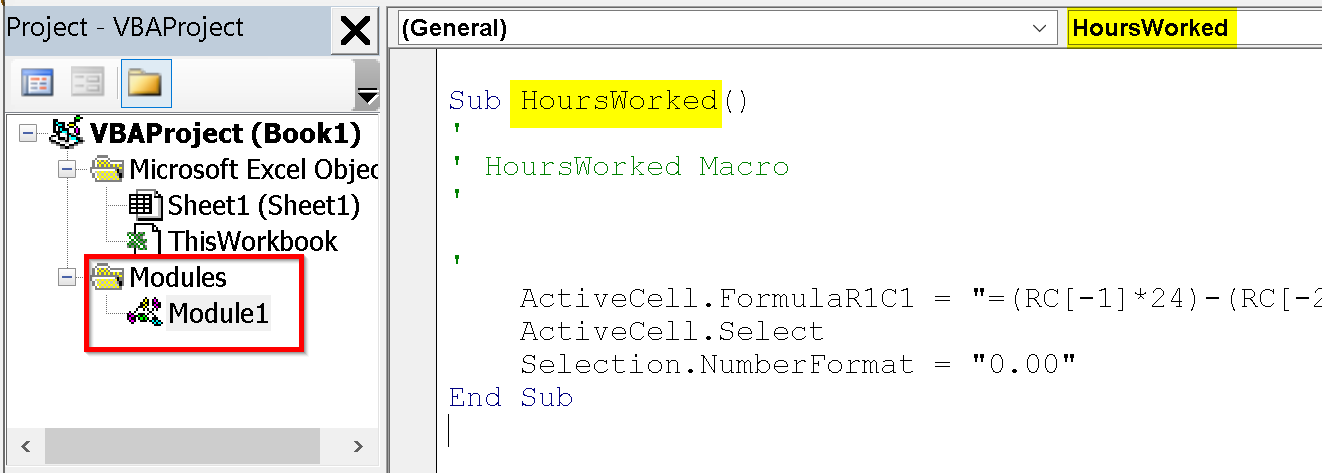 Project - VBAProject
VBAProject (Book1)
Microsoft Excel Objec
Sheet1 (Sheet1)
ThisWorkbook
Modules
Module1
(General)
HoursWorked
Sub HoursWorked()
'
' HoursWorked Macro
'
'
ActiveCell.FormulaR1C1 = "=(RC[-1]*24)-(RC[-2
ActiveCell.Select
Selection.NumberFormat = "0.00"
End Sub